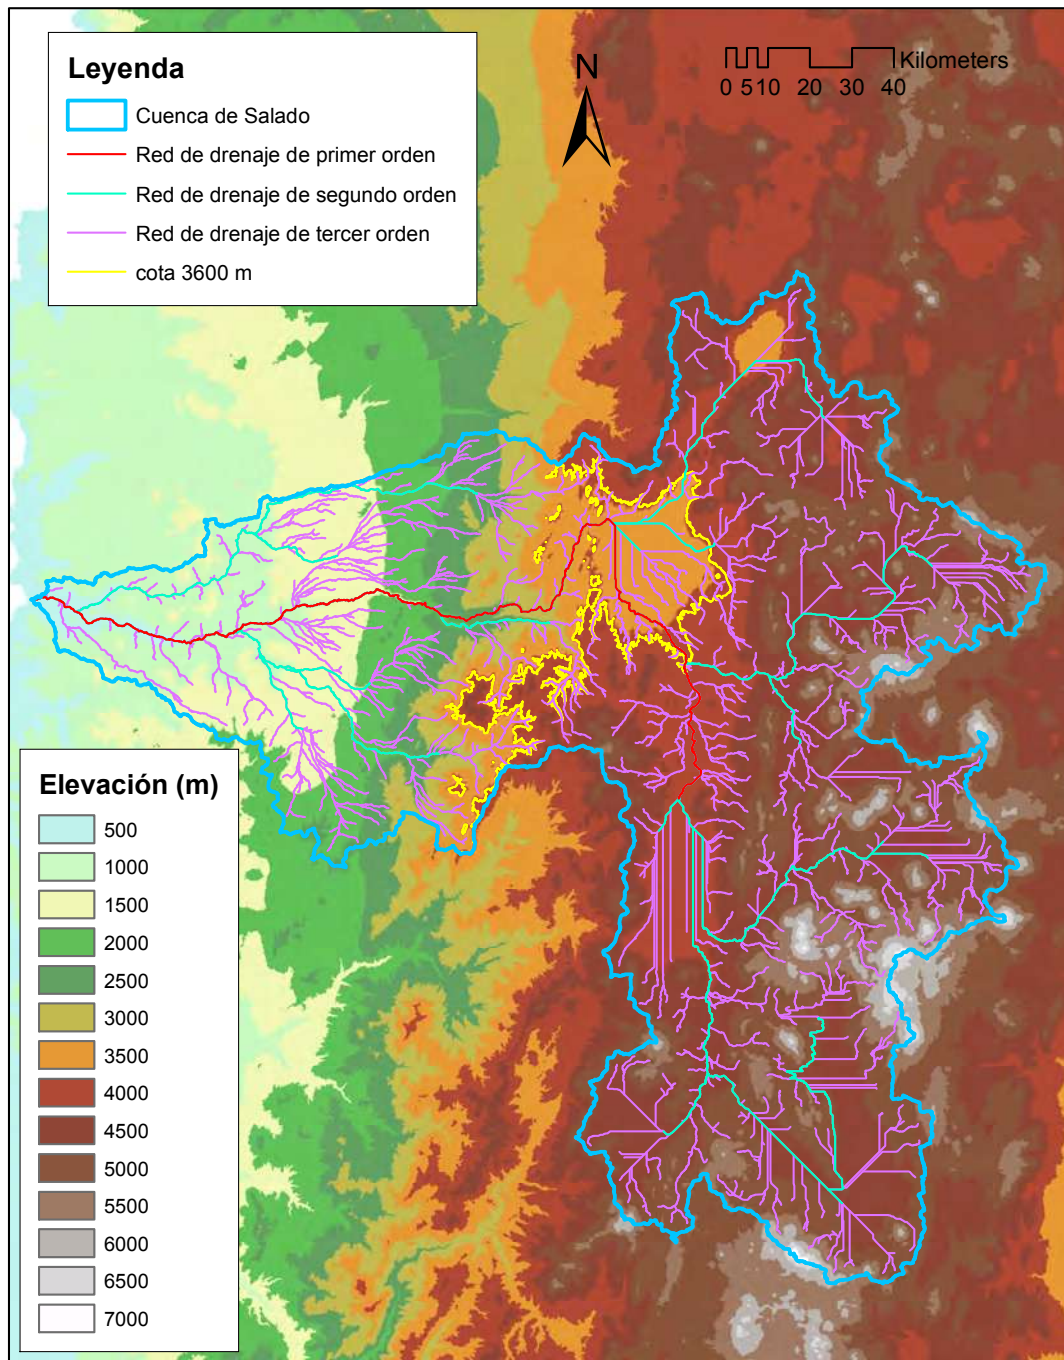 Leyenda
Cuenca de Salado
Red de drenaje de primer orden
Red de drenaje de segundo orden
Red de drenaje de tercer orden
cota 3600 m
N
Kilometers
0 5 10 20 30 40
Elevación (m)
500
1000
1500
2000
2500
3000
3500
4000
4500
5000
5500
6000
6500
7000